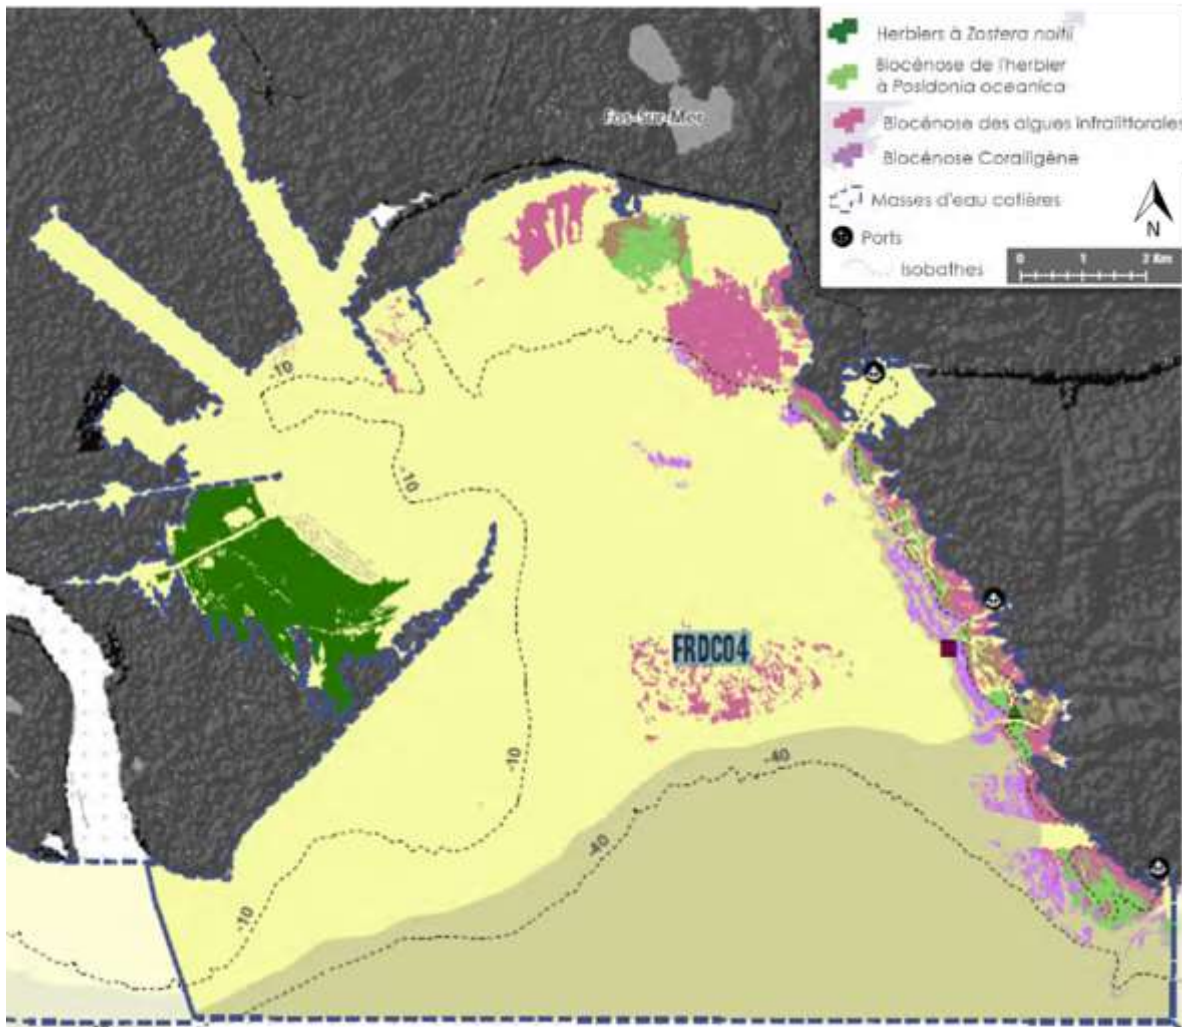 Herbiers à Zostera noltii
Biocénose de l'herbier
à Posidonia oceanica
Biocénose des algues infralittorales
Biocénose Coralligène
Masses d'eau cotières
Ports
Isobathes
N
0 1 2 Km
Fos-Sur-Mer
-10
-10
FRDC04
-10
-40
-40
-10